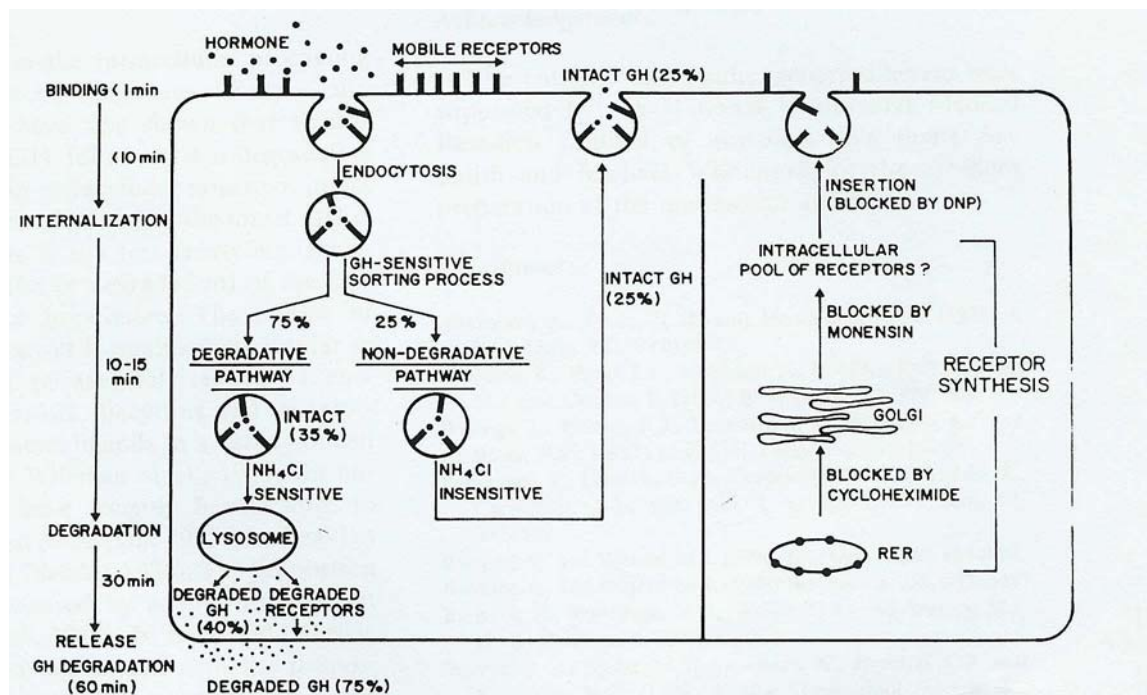 HORMONE
MOBILE RECEPTORS
BINDING < 1 min
INTACT GH (25%)
<10 min
ENDOCYTOSIS
INTERNALIZATION
GH-SENSITIVE
SORTING PROCESS
75%
25%
DEGRADATIVE
PATHWAY
NON-DEGRADATIVE
PATHWAY
10-15
min
INTACT
(35%)
NH4Cl
SENSITIVE
NH4Cl
INSENSITIVE
INTACT GH
(25%)
DEGRADATION
LYSOSOME
30 min
DEGRADED
GH
(40%)
DEGRADED
RECEPTORS
RELEASE
GH DEGRADATION
(60 min)
DEGRADED GH (75%)
INSERTION
(BLOCKED BY DNP)
INTRACELLULAR
POOL OF RECEPTORS ?
BLOCKED BY
MONENSIN
RECEPTOR
SYNTHESIS
GOLGI
BLOCKED BY
CYCLOHEXIMIDE
RER